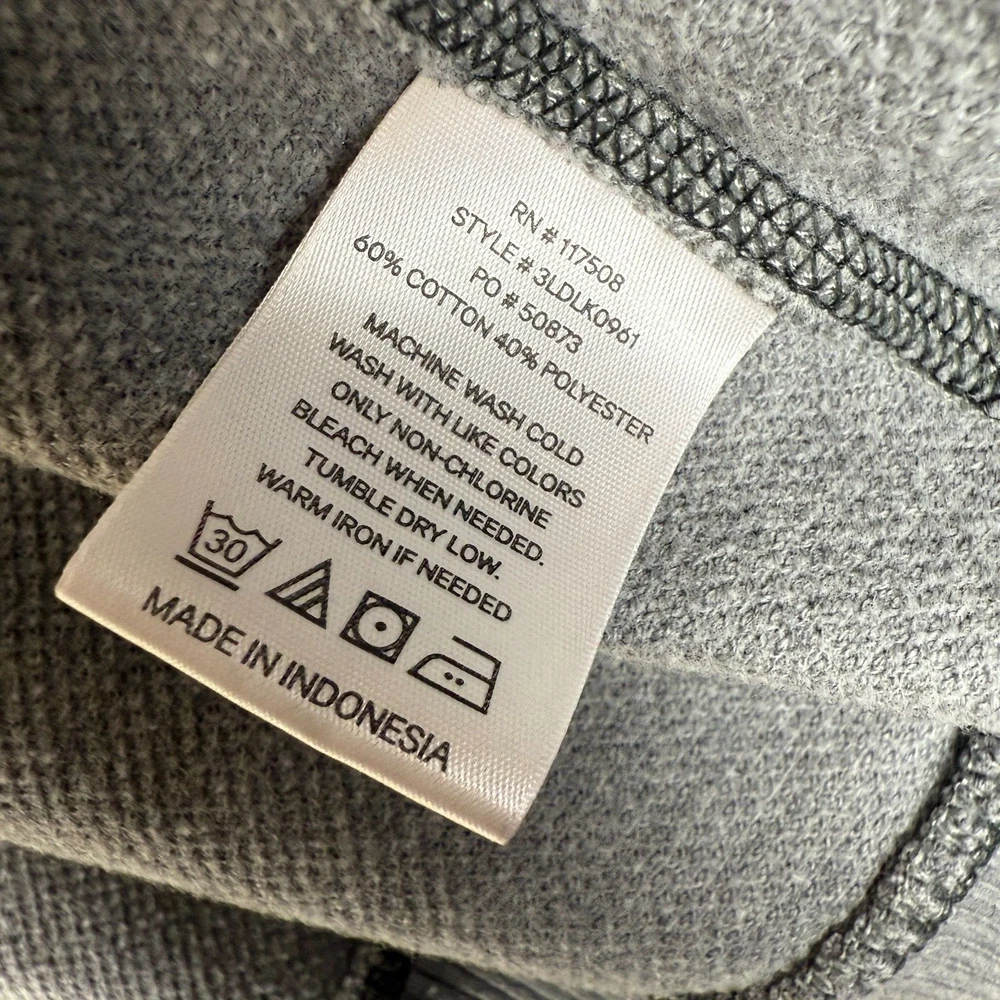 RN # 117508
STYLE # 3LDLK0961
PO # 50873
60% COTTON 40% POLYESTER
MACHINE WASH COLD
WASH WITH LIKE COLORS
ONLY NON-CHLORINE
BLEACH WHEN NEEDED.
TUMBLE DRY LOW.
WARM IRON IF NEEDED
30
MADE IN INDONESIA